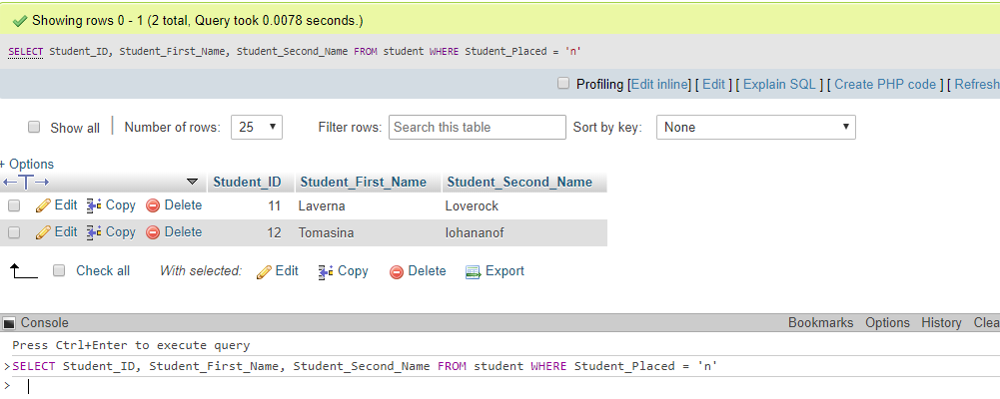 Showing rows 0 - 1 (2 total, Query took 0.0078 seconds.)
SELECT Student_ID, Student_First_Name, Student_Second_Name FROM student WHERE Student_Placed = 'n'
Profiling [Edit inline] [ Edit ] [ Explain SQL ] [ Create PHP code ] [ Refresh
Show all Number of rows: 25 Filter rows: Search this table Sort by key: None
+ Options
Student_ID Student_First_Name Student_Second_Name
Edit Copy Delete 11 Laverna Loverock
Edit Copy Delete 12 Tomasina Iohananof
Check all With selected: Edit Copy Delete Export
Console Bookmarks Options History Clea
Press Ctrl+Enter to execute query
>SELECT Student_ID, Student_First_Name, Student_Second_Name FROM student WHERE Student_Placed = 'n'
>